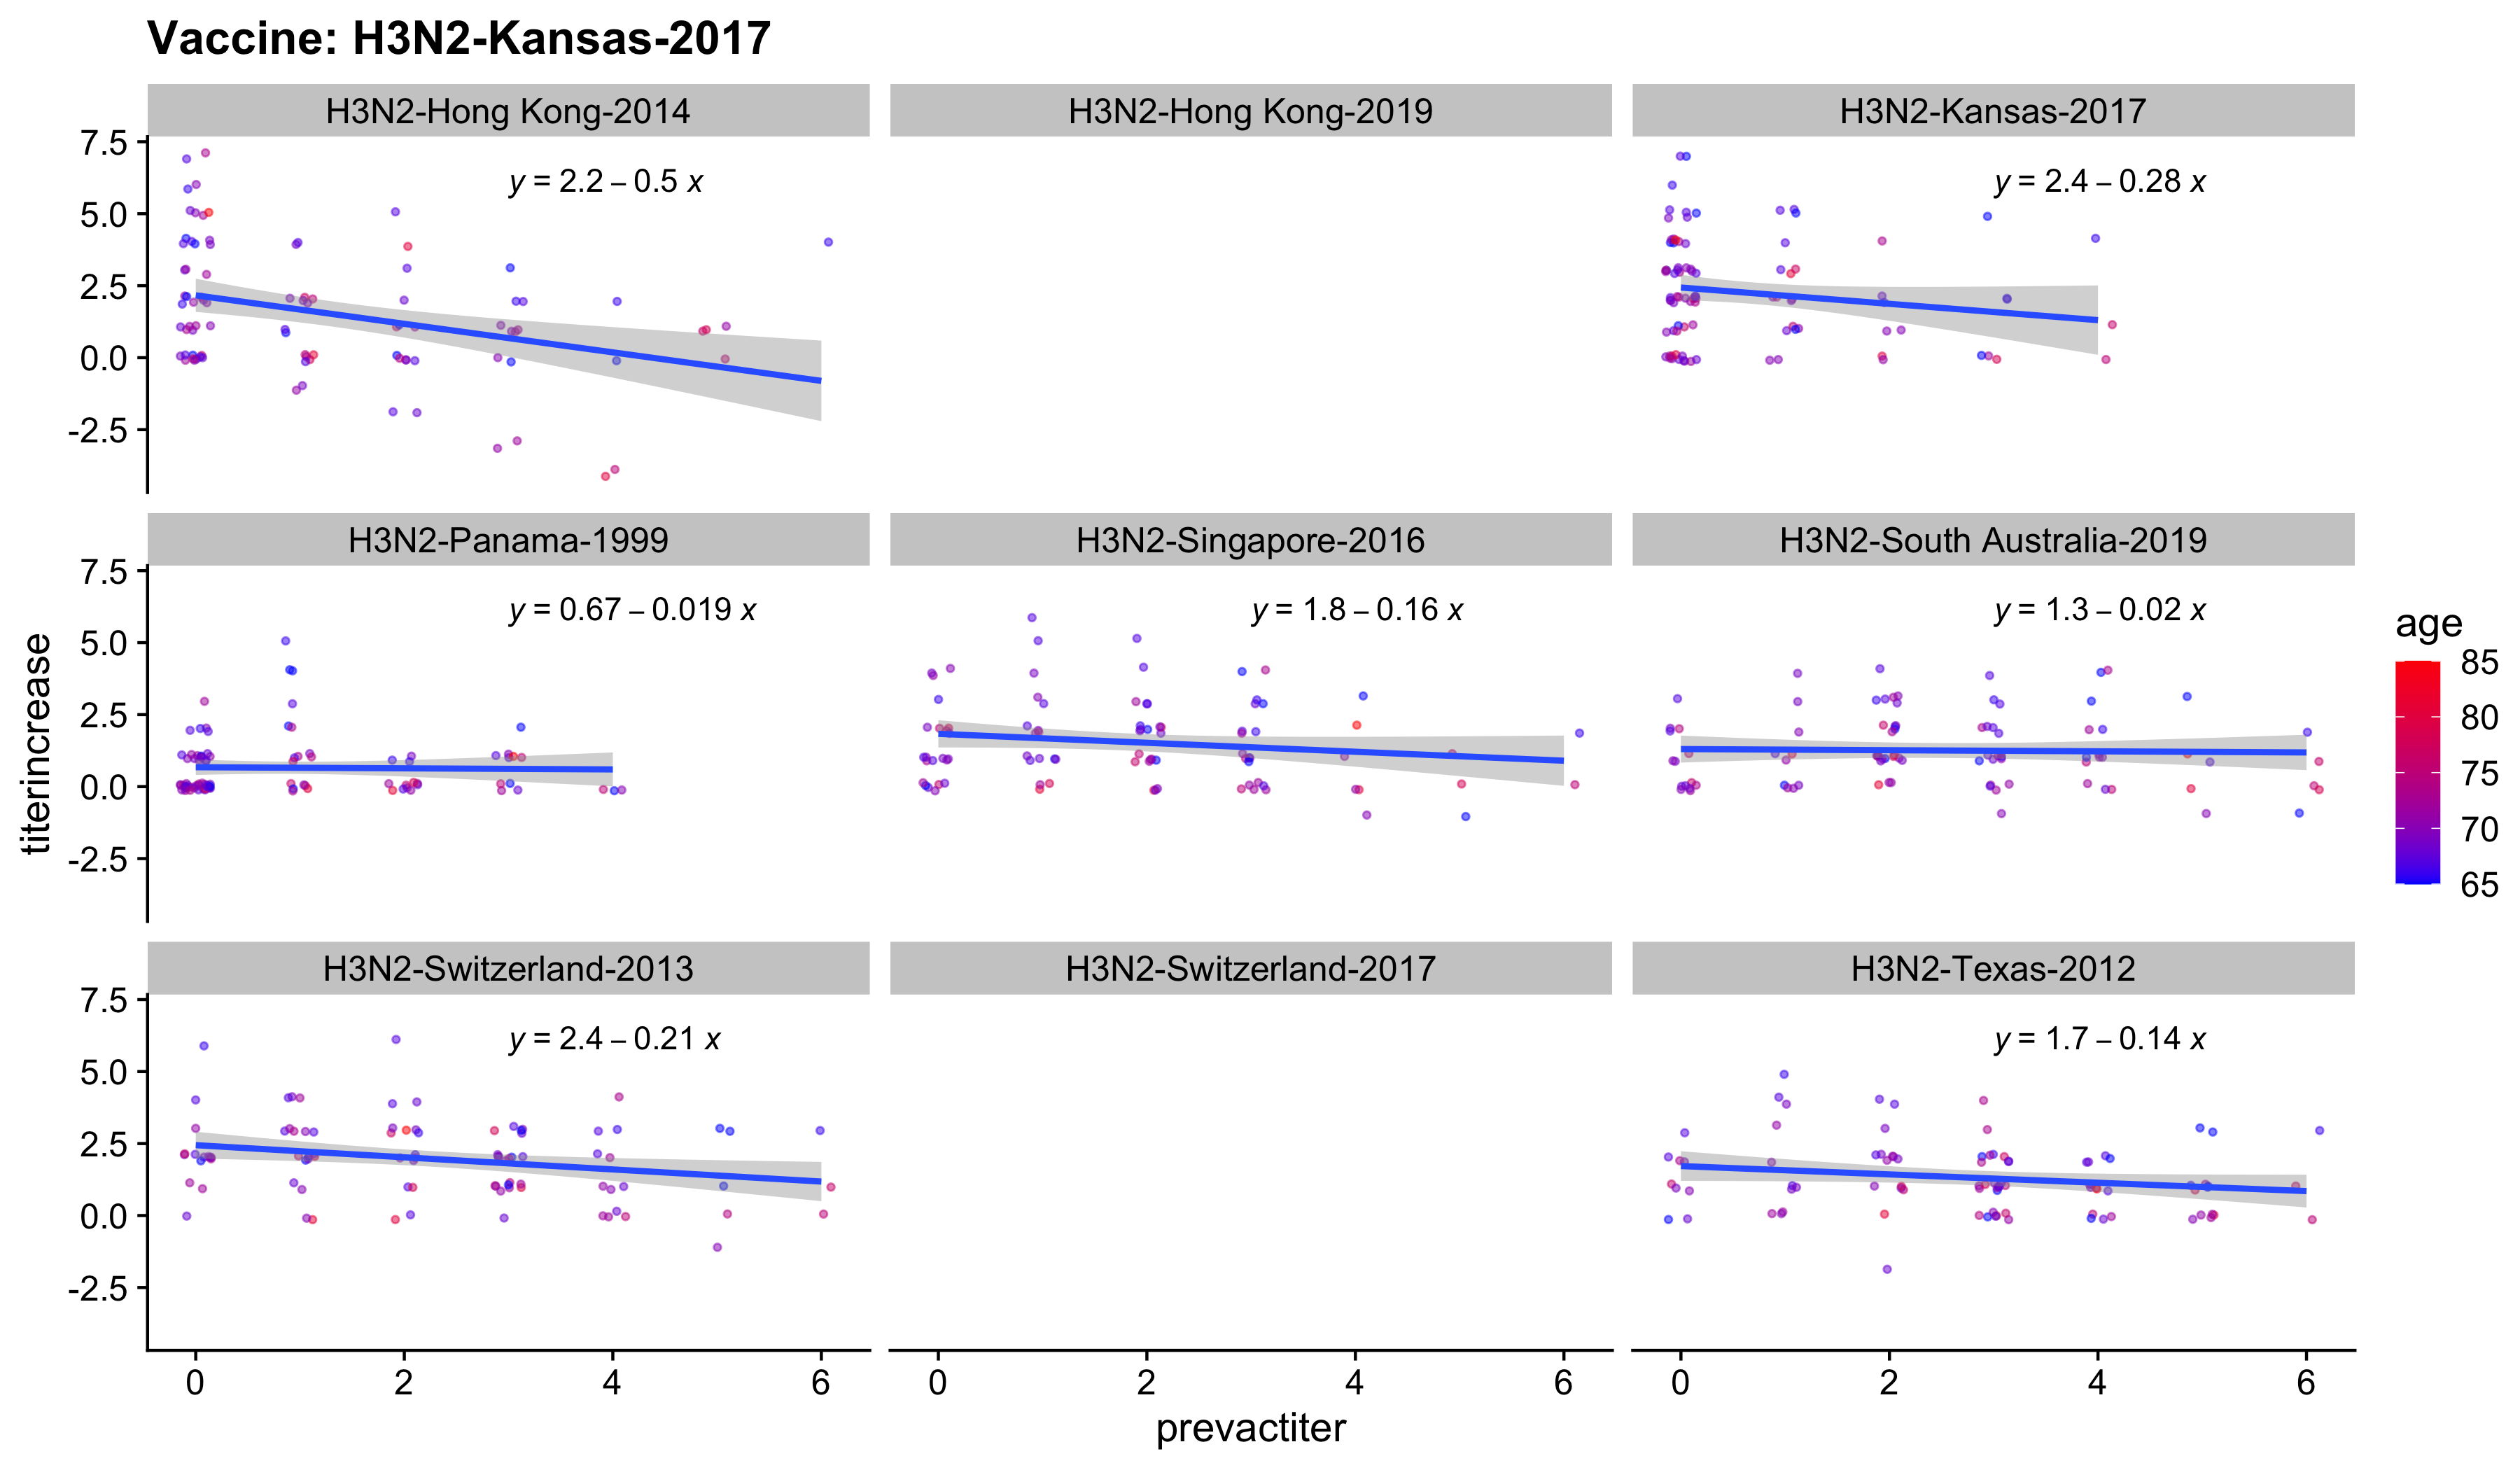 Vaccine: H3N2-Kansas-2017
H3N2-Hong Kong-2014
H3N2-Hong Kong-2019
H3N2-Kansas-2017
7.5
5.0
2.5
0.0
-2.5
y = 2.2 – 0.5 x
y = 2.4 – 0.28 x
H3N2-Panama-1999
H3N2-Singapore-2016
H3N2-South Australia-2019
7.5
5.0
2.5
0.0
-2.5
y = 0.67 – 0.019 x
y = 1.8 – 0.16 x
y = 1.3 – 0.02 x
titerincrease
age
85
80
75
70
65
H3N2-Switzerland-2013
H3N2-Switzerland-2017
H3N2-Texas-2012
7.5
5.0
2.5
0.0
-2.5
y = 2.4 – 0.21 x
y = 1.7 – 0.14 x
0 2 4 6
0 2 4 6
0 2 4 6
prevactiter